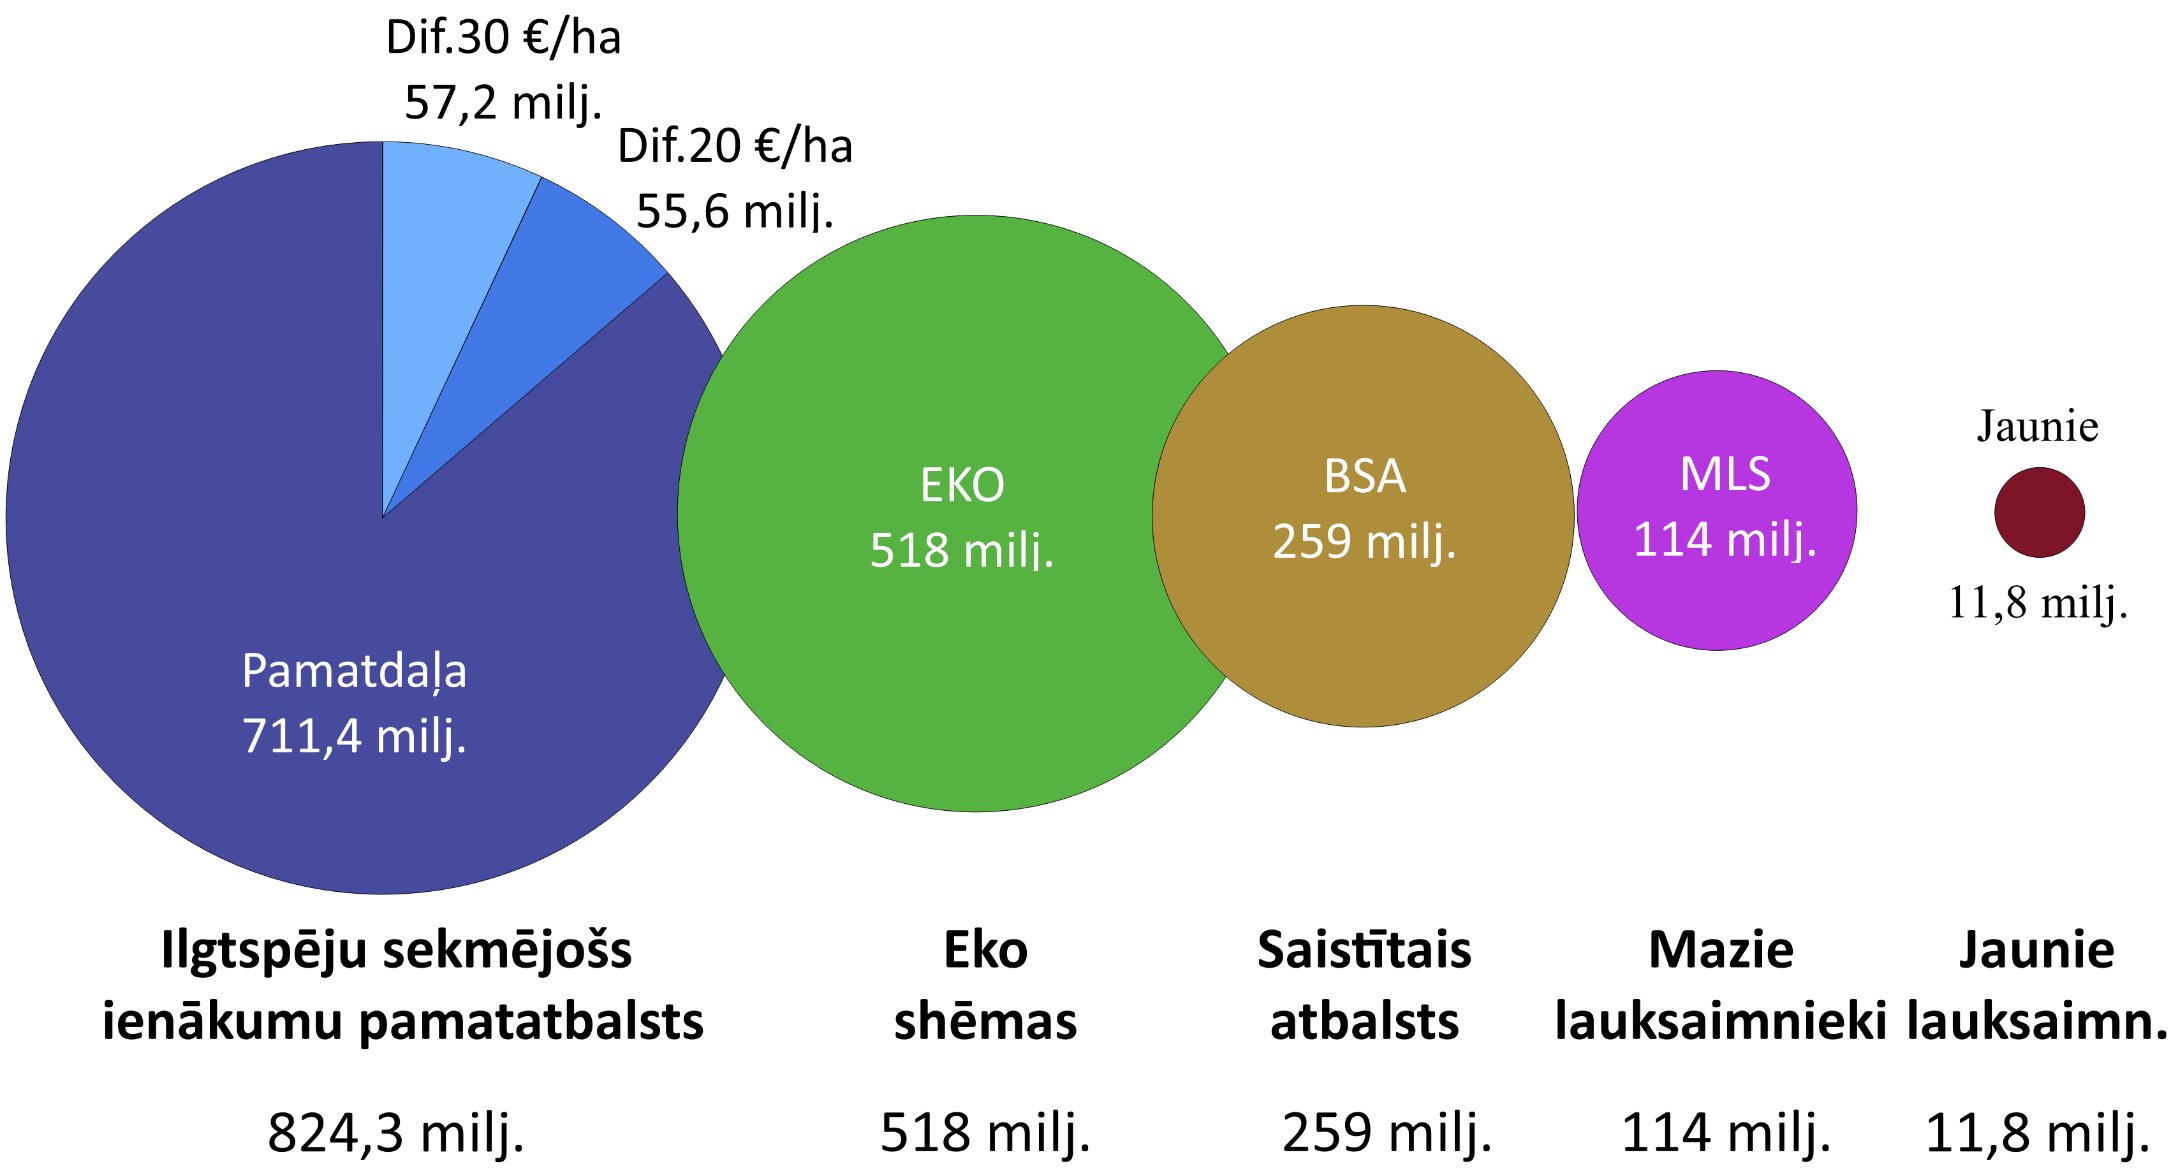 Dif.30 €/ha
57,2 milj.
Dif.20 €/ha
55,6 milj.
Pamatdaļa
711,4 milj.
EKO
518 milj.
BSA
259 milj.
MLS
114 milj.
Jaunie
11,8 milj.
Ilgtspēju sekmējošs
ienākumu pamatatbalsts
824,3 milj.
Eko
shēmas
518 milj.
Saistītais
atbalsts
259 milj.
Mazie
lauksaimnieki
114 milj.
Jaunie
lauksaimn.
11,8 milj.